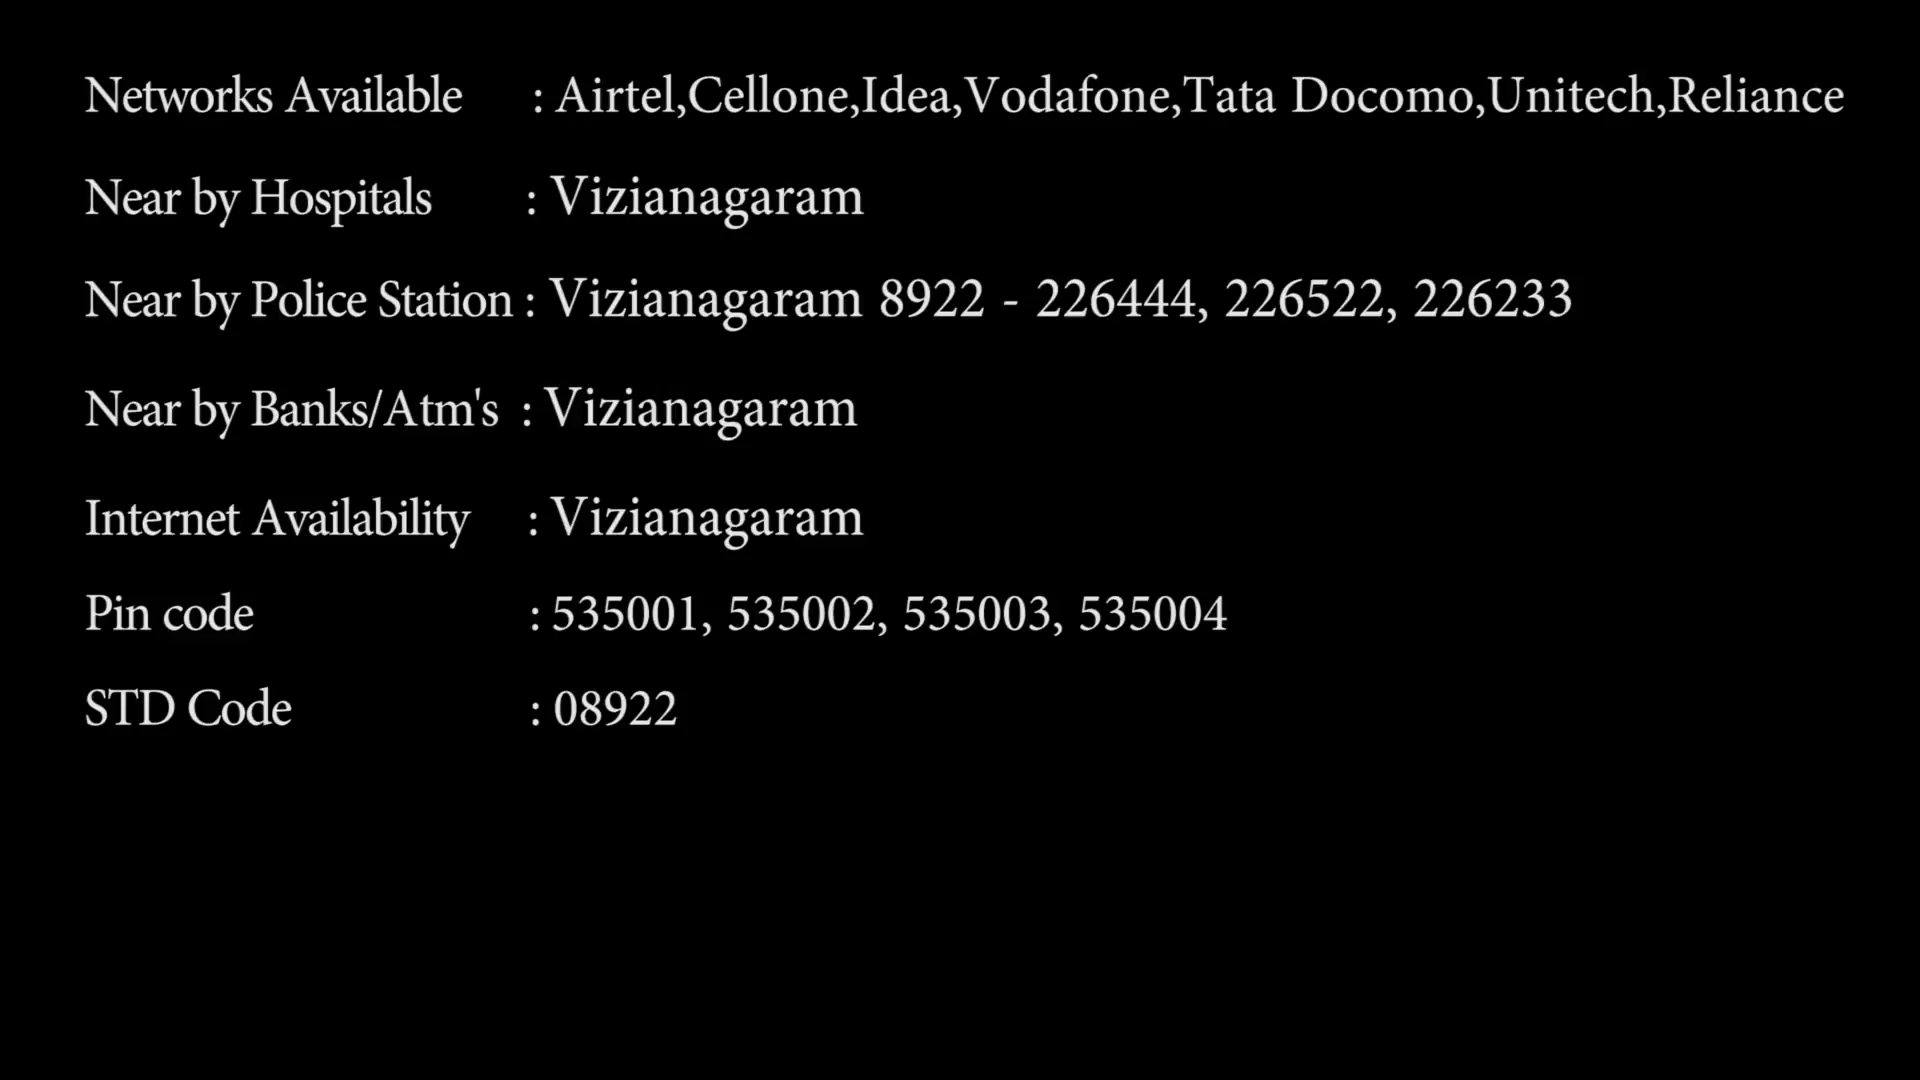 Networks Available : Airtel,Cellone,Idea,Vodafone,Tata Docomo,Unitech,Reliance
Near by Hospitals : Vizianagaram
Near by Police Station : Vizianagaram 8922 - 226444, 226522, 226233
Near by Banks/Atm's : Vizianagaram
Internet Availability : Vizianagaram
Pin code : 535001, 535002, 535003, 535004
STD Code : 08922